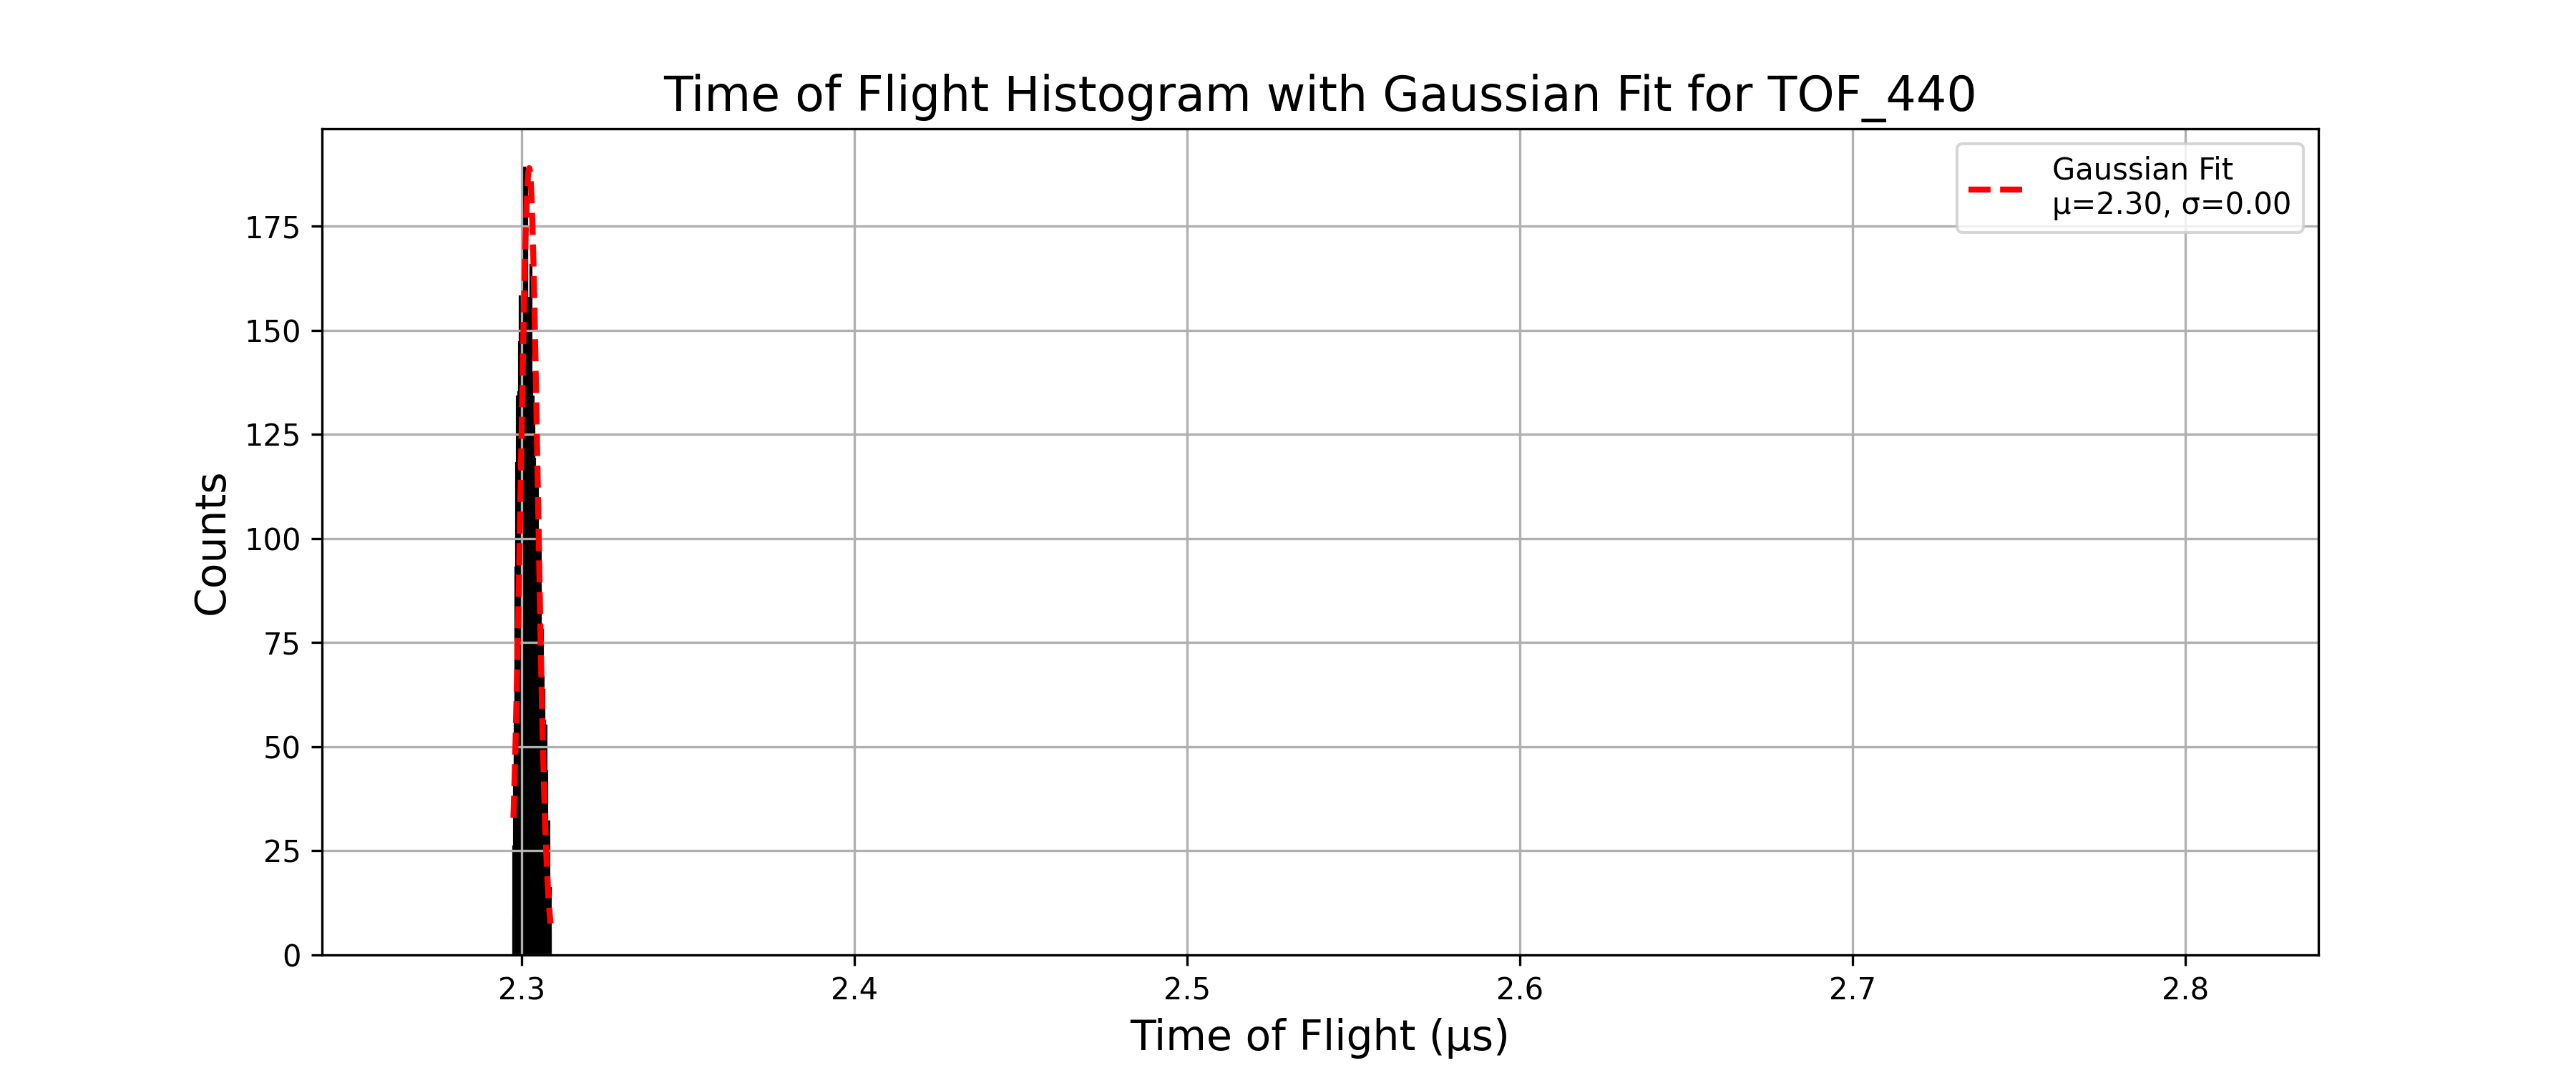 Time of Flight Histogram with Gaussian Fit for TOF_440
Gaussian Fit
μ=2.30, σ=0.00
175
150
125
100
75
50
25
0
Counts
2.3
2.4
2.5
2.6
2.7
2.8
Time of Flight (μs)